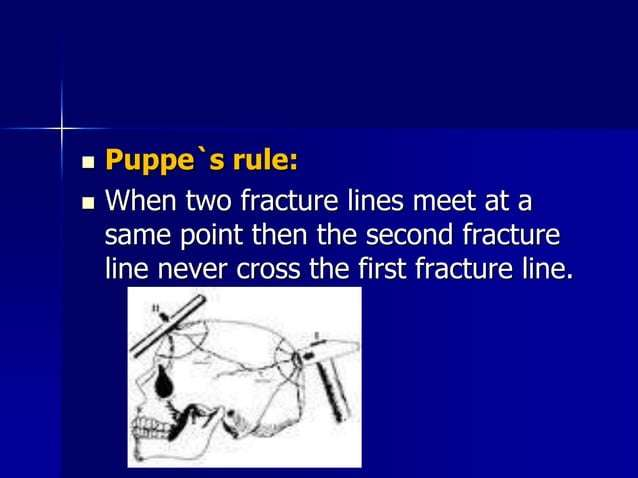 Puppe`s rule:
When two fracture lines meet at a
same point then the second fracture
line never cross the first fracture line.
II
I